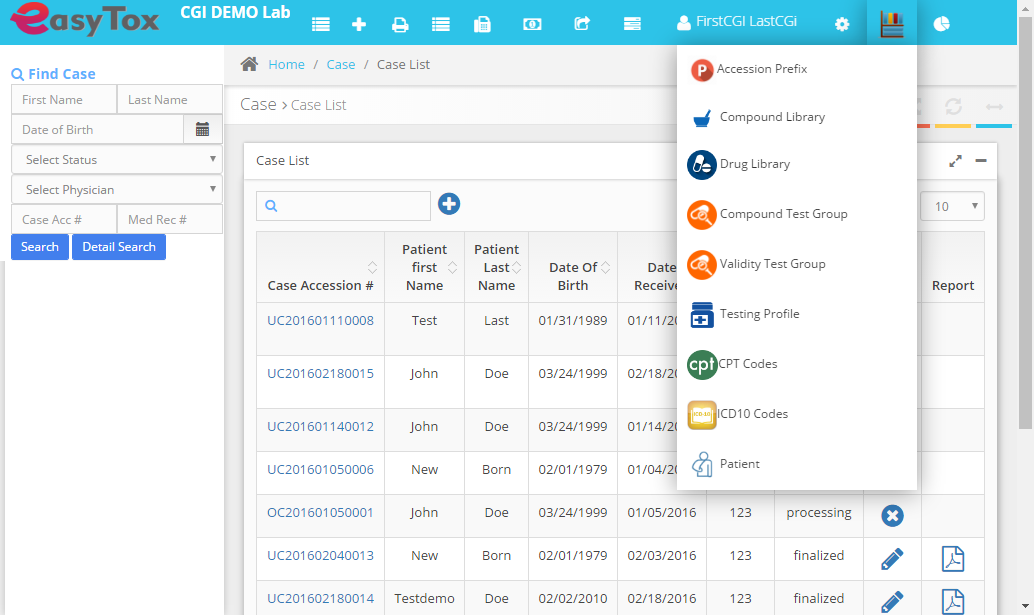 easyTox
CGI DEMO Lab
FirstCGI LastCGi
Find Case
First Name
Last Name
Date of Birth
Select Status
Select Physician
Case Acc #
Med Rec #
Search
Detail Search
Home / Case / Case List
Case > Case List
Case List
10
Case Accession #
Patient first Name
Patient Last Name
Date Of Birth
Date Receive
Report
UC201601110008 Test Last 01/31/1989 01/11/20
UC201602180015 John Doe 03/24/1999 02/18/20
UC201601140012 John Doe 03/24/1999 01/14/20
UC201601050006 New Born 02/01/1979 01/04/20
OC201601050001 John Doe 03/24/1999 01/05/2016 123 processing
UC201602040013 New Born 02/01/1979 02/03/2016 123 finalized
UC201602180014 Testdemo Doe 02/02/2010 02/18/2016 123 finalized
P Accession Prefix
Compound Library
Drug Library
Compound Test Group
Validity Test Group
Testing Profile
cpt CPT Codes
ICD-10 ICD10 Codes
Patient